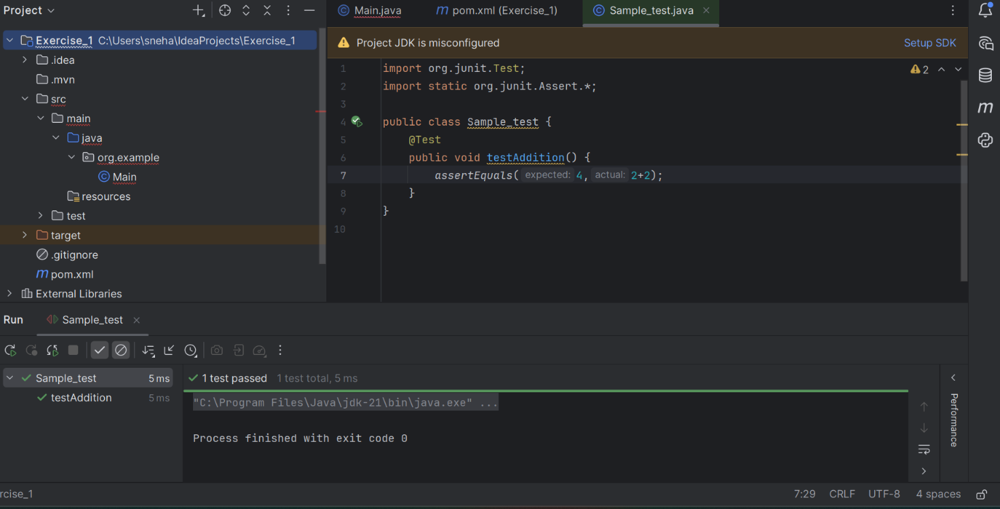 Project
Main.java
m pom.xml (Exercise_1)
Sample_test.java
Exercise_1 C:\Users\sneha\IdeaProjects\Exercise_1
.idea
.mvn
src
main
java
org.example
Main
resources
test
target
.gitignore
m pom.xml
External Libraries
Project JDK is misconfigured
Setup SDK
2
1 import org.junit.Test;
2 import static org.junit.Assert.*;
3
4 public class Sample_test {
5 @Test
6 public void testAddition() {
7 assertEquals( expected: 4, actual: 2+2);
8 }
9 }
10
m
Run
Sample_test
Sample_test 5 ms
testAddition 5 ms
1 test passed 1 test total, 5 ms
"C:\Program Files\Java\jdk-21\bin\java.exe" ...
Process finished with exit code 0
Performance
rcise_1
7:29 CRLF UTF-8 4 spaces